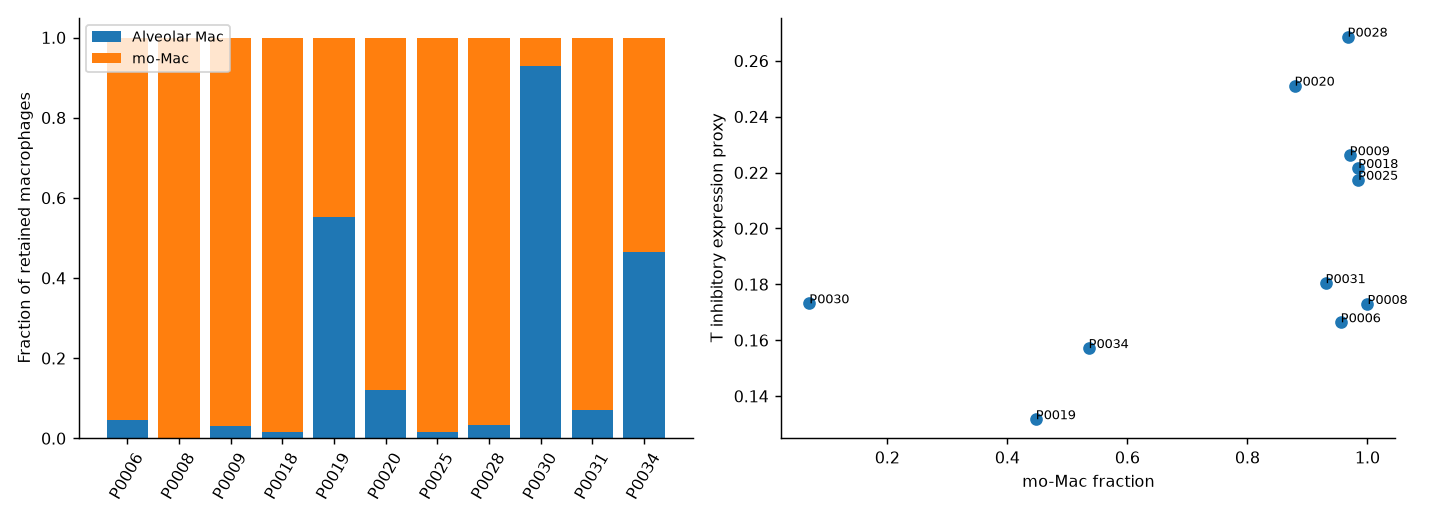 Fraction of retained macrophages
1.0
0.8
0.6
0.4
0.2
0.0
Alveolar Mac
mo-Mac
P0006
P0008
P0009
P0018
P0019
P0020
P0025
P0028
P0030
P0031
P0034
T inhibitory expression proxy
0.26
0.24
0.22
0.20
0.18
0.16
0.14
P0028
P0020
P0009
P0018
P0025
P0031
P0030
P0008
P0006
P0034
P0019
0.2
0.4
0.6
0.8
1.0
mo-Mac fraction